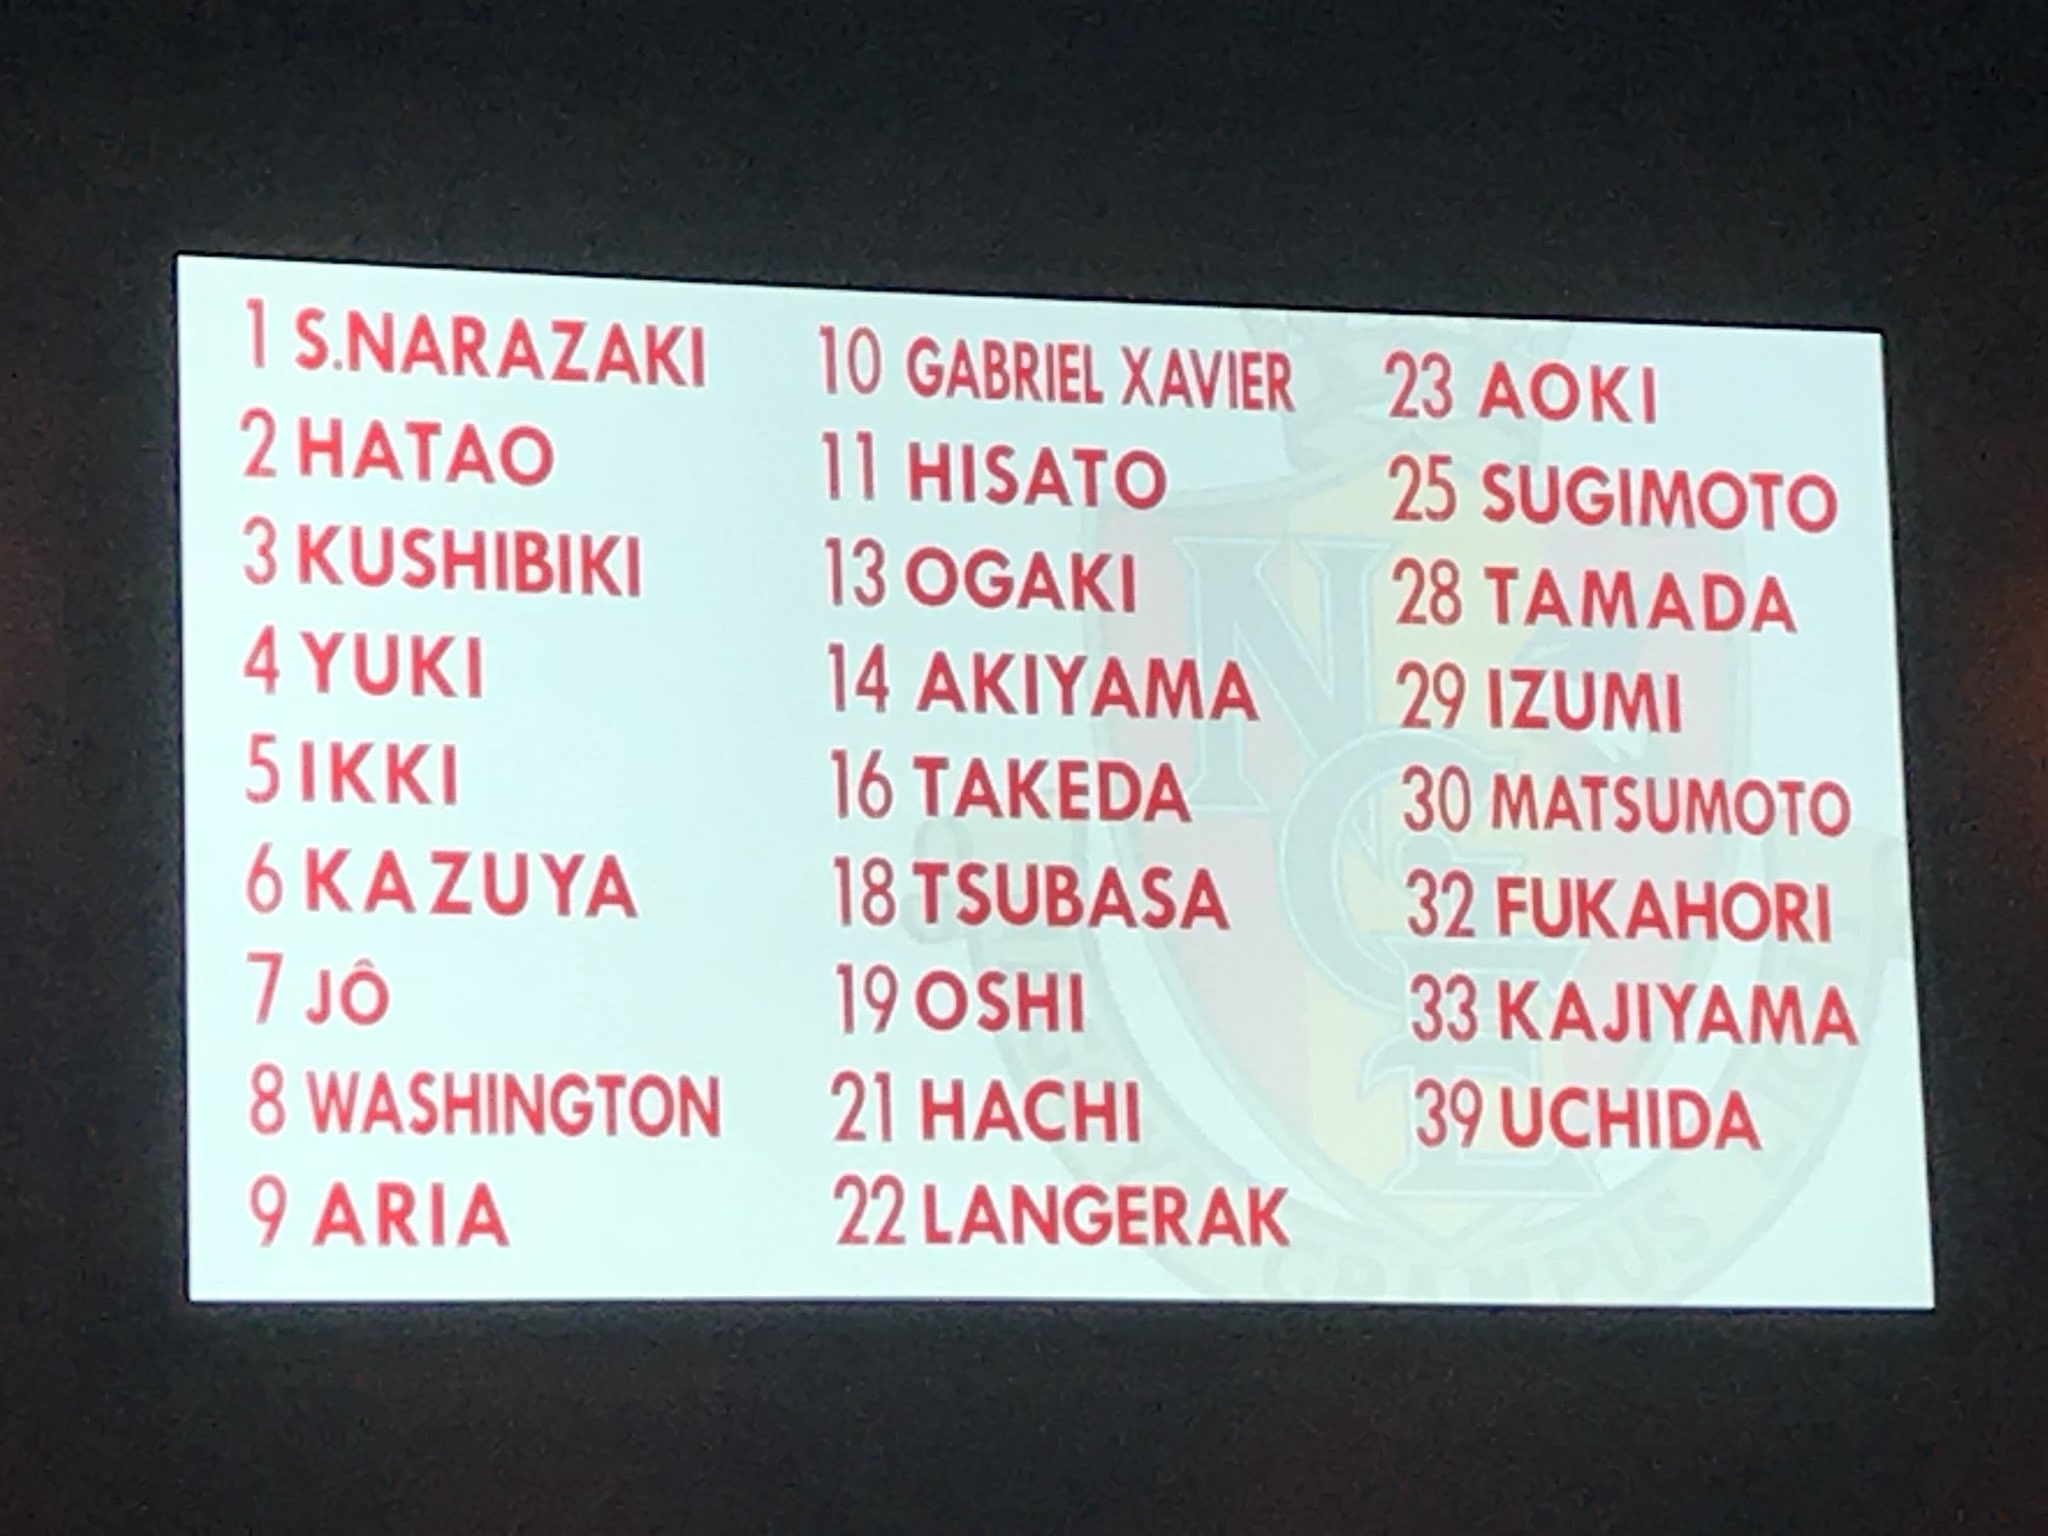 1 S.NARAZAKI
2 HATAO
3 KUSHIBIKI
4 YUKI
5 IKKI
6 KAZUYA
7 JÔ
8 WASHINGTON
9 ARIA
10 GABRIEL XAVIER
11 HISATO
13 OGAKI
14 AKIYAMA
16 TAKEDA
18 TSUBASA
19 OSHI
21 HACHI
22 LANGERAK
23 AOKI
25 SUGIMOTO
28 TAMADA
29 IZUMI
30 MATSUMOTO
32 FUKAHORI
33 KAJIYAMA
39 UCHIDA
NGE
GRAMPUS